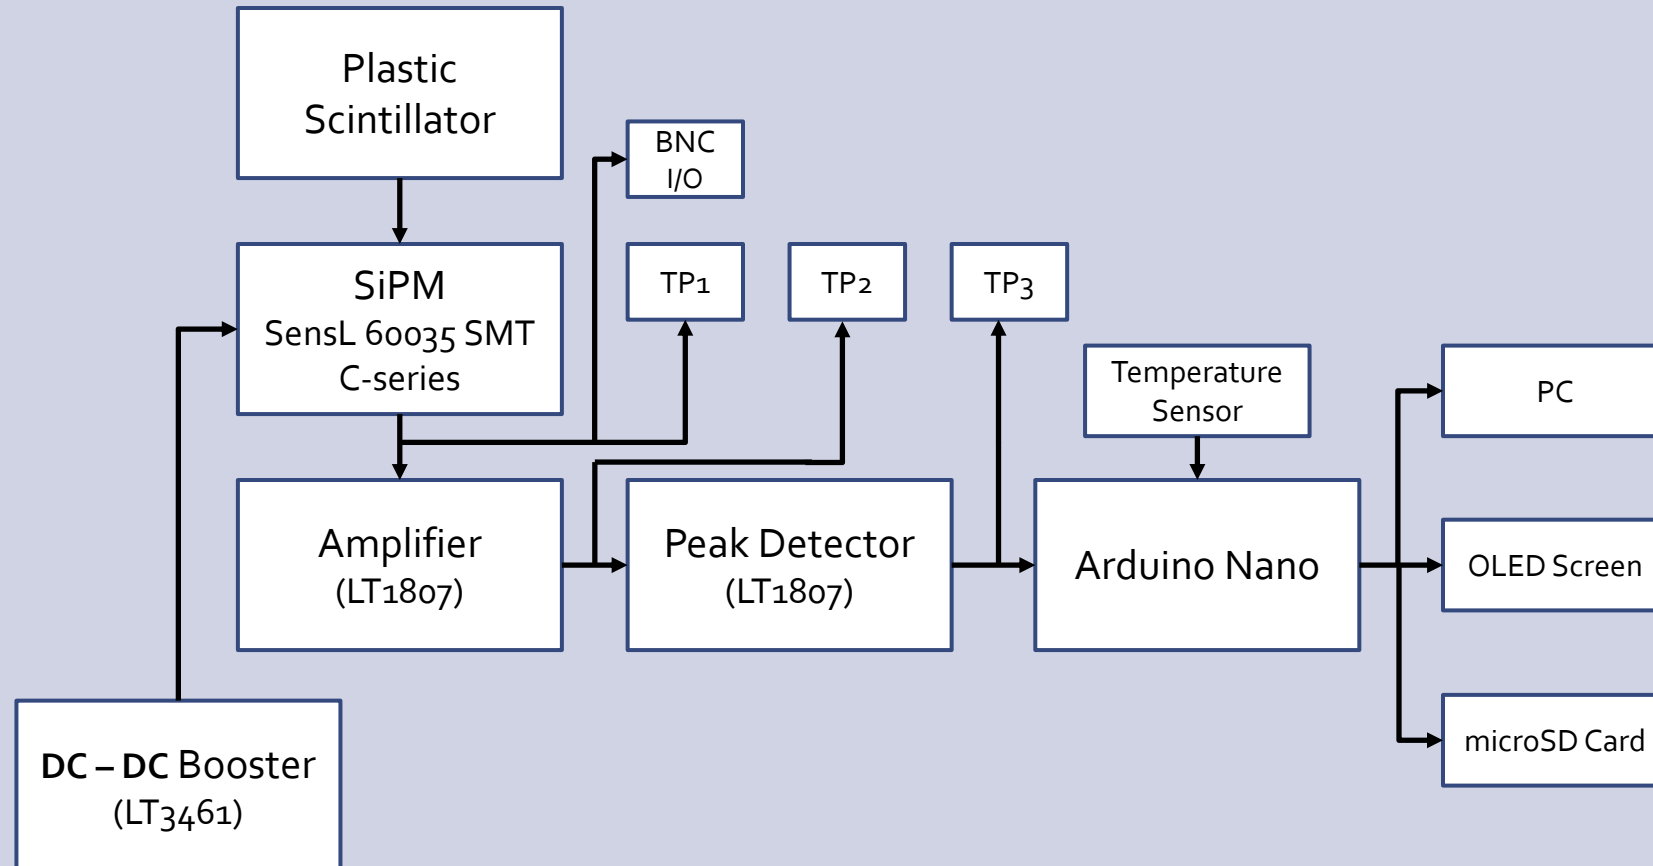 Plastic
Scintillator
BNC
I/O
SiPM
SensL 60035 SMT
C-series
TP1
TP2
TP3
Temperature
Sensor
PC
Amplifier
(LT1807)
Peak Detector
(LT1807)
Arduino Nano
OLED Screen
microSD Card
DC – DC Booster
(LT3461)